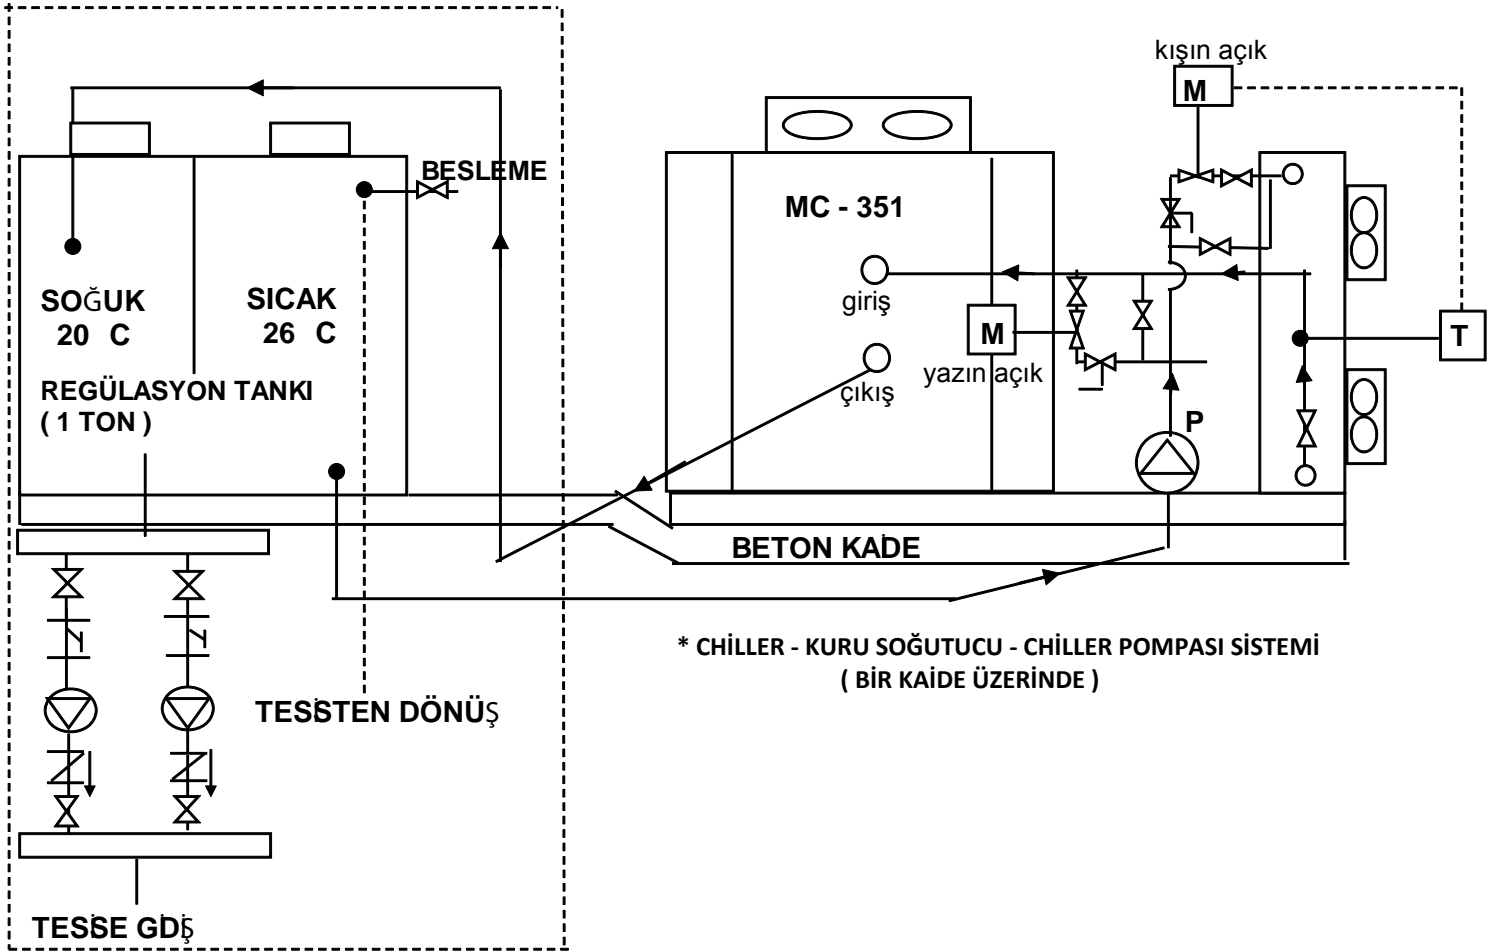 kışın açık
M
BESLEME
MC - 351
SOĞUK
20 C
SICAK
26 C
giriş
M
T
yazın açık
REGÜLASYON TANKI
( 1 TON )
çıkış
P
BETON KAİDE
* CHİLLER - KURU SOĞUTUCU - CHİLLER POMPASI SİSTEMİ
( BİR KAİDE ÜZERİNDE )
TESİSTEN DÖNÜŞ
TESİSE GİDİŞ